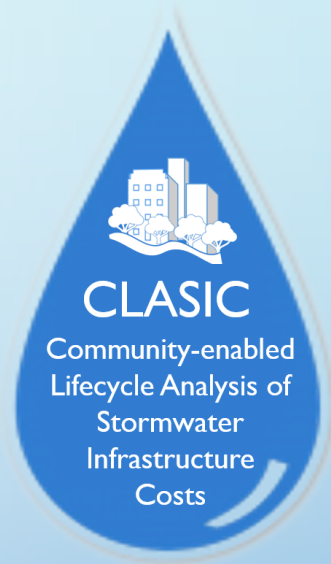 CLASIC
Community-enabled
Lifecycle Analysis of
Stormwater
Infrastructure
Costs